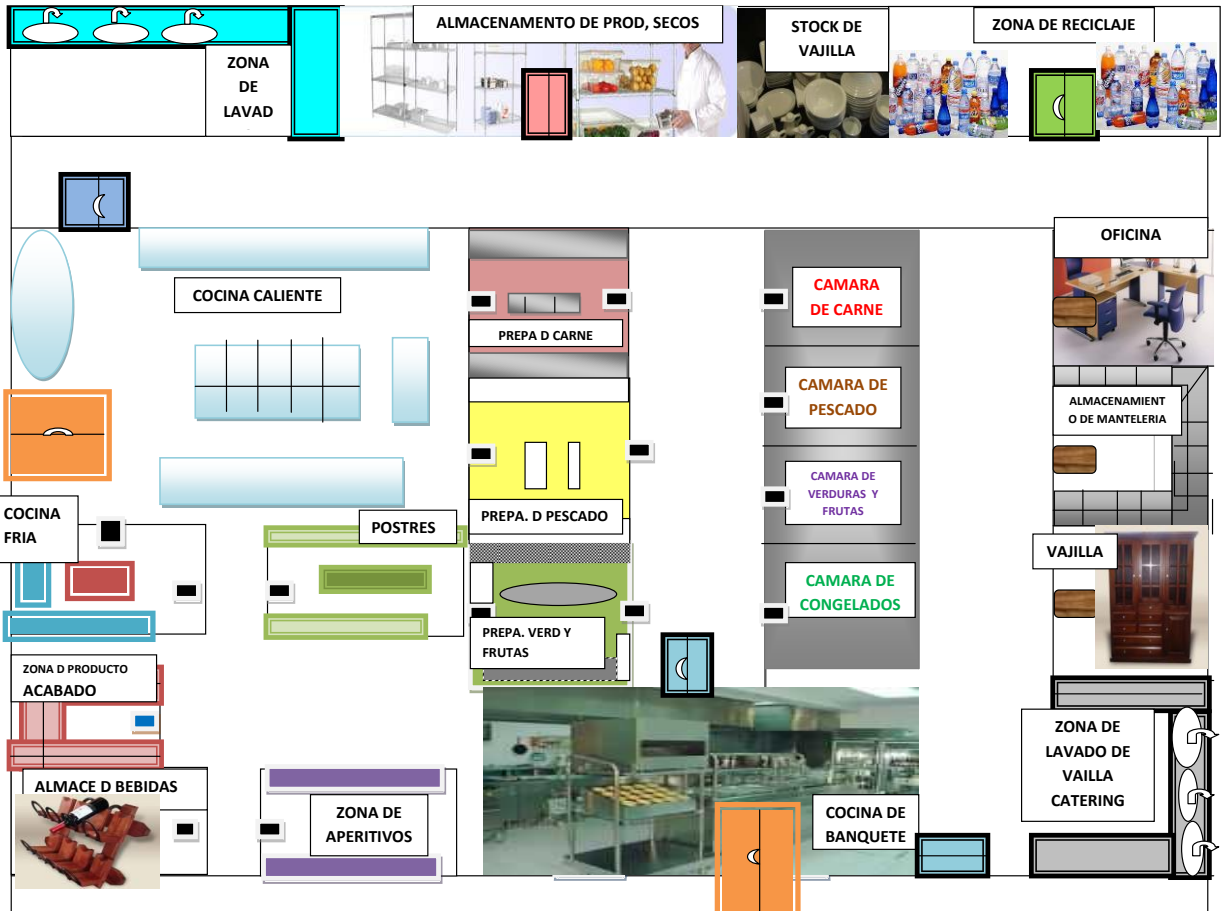 ALMACENAMENTO DE PROD, SECOS
STOCK DE
VAJILLA
ZONA DE RECICLAJE
ZONA
DE
LAVAD
OFICINA
COCINA CALIENTE
CAMARA
DE CARNE
PREPA D CARNE
CAMARA DE
PESCADO
ALMACENAMIENT
O DE MANTELERIA
CAMARA DE
VERDURAS Y
FRUTAS
COCINA
FRIA
POSTRES
PREPA. D PESCADO
VAJILLA
CAMARA DE
CONGELADOS
PREPA. VERD Y
FRUTAS
ZONA D PRODUCTO
ACABADO
ZONA DE
LAVADO DE
VAILLA
CATERING
ALMACE D BEBIDAS
ZONA DE
APERITIVOS
COCINA DE
BANQUETE